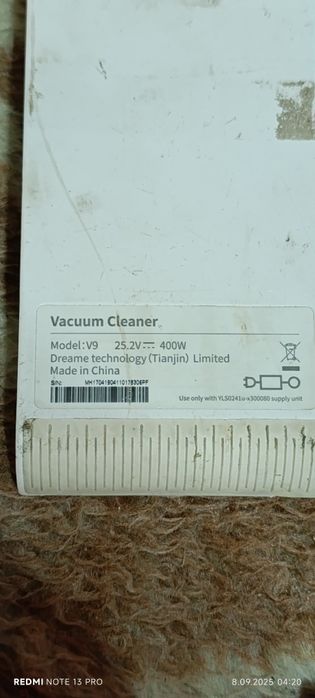 Vacuum Cleaner
Model:V9 25.2V⎓ 400W
Dreame technology(Tianjin) Limited
Made in China
S/N:
Use only with YLS0241a-x300080 supply unit
REDMI NOTE 13 PRO
8.09.2025 04:20